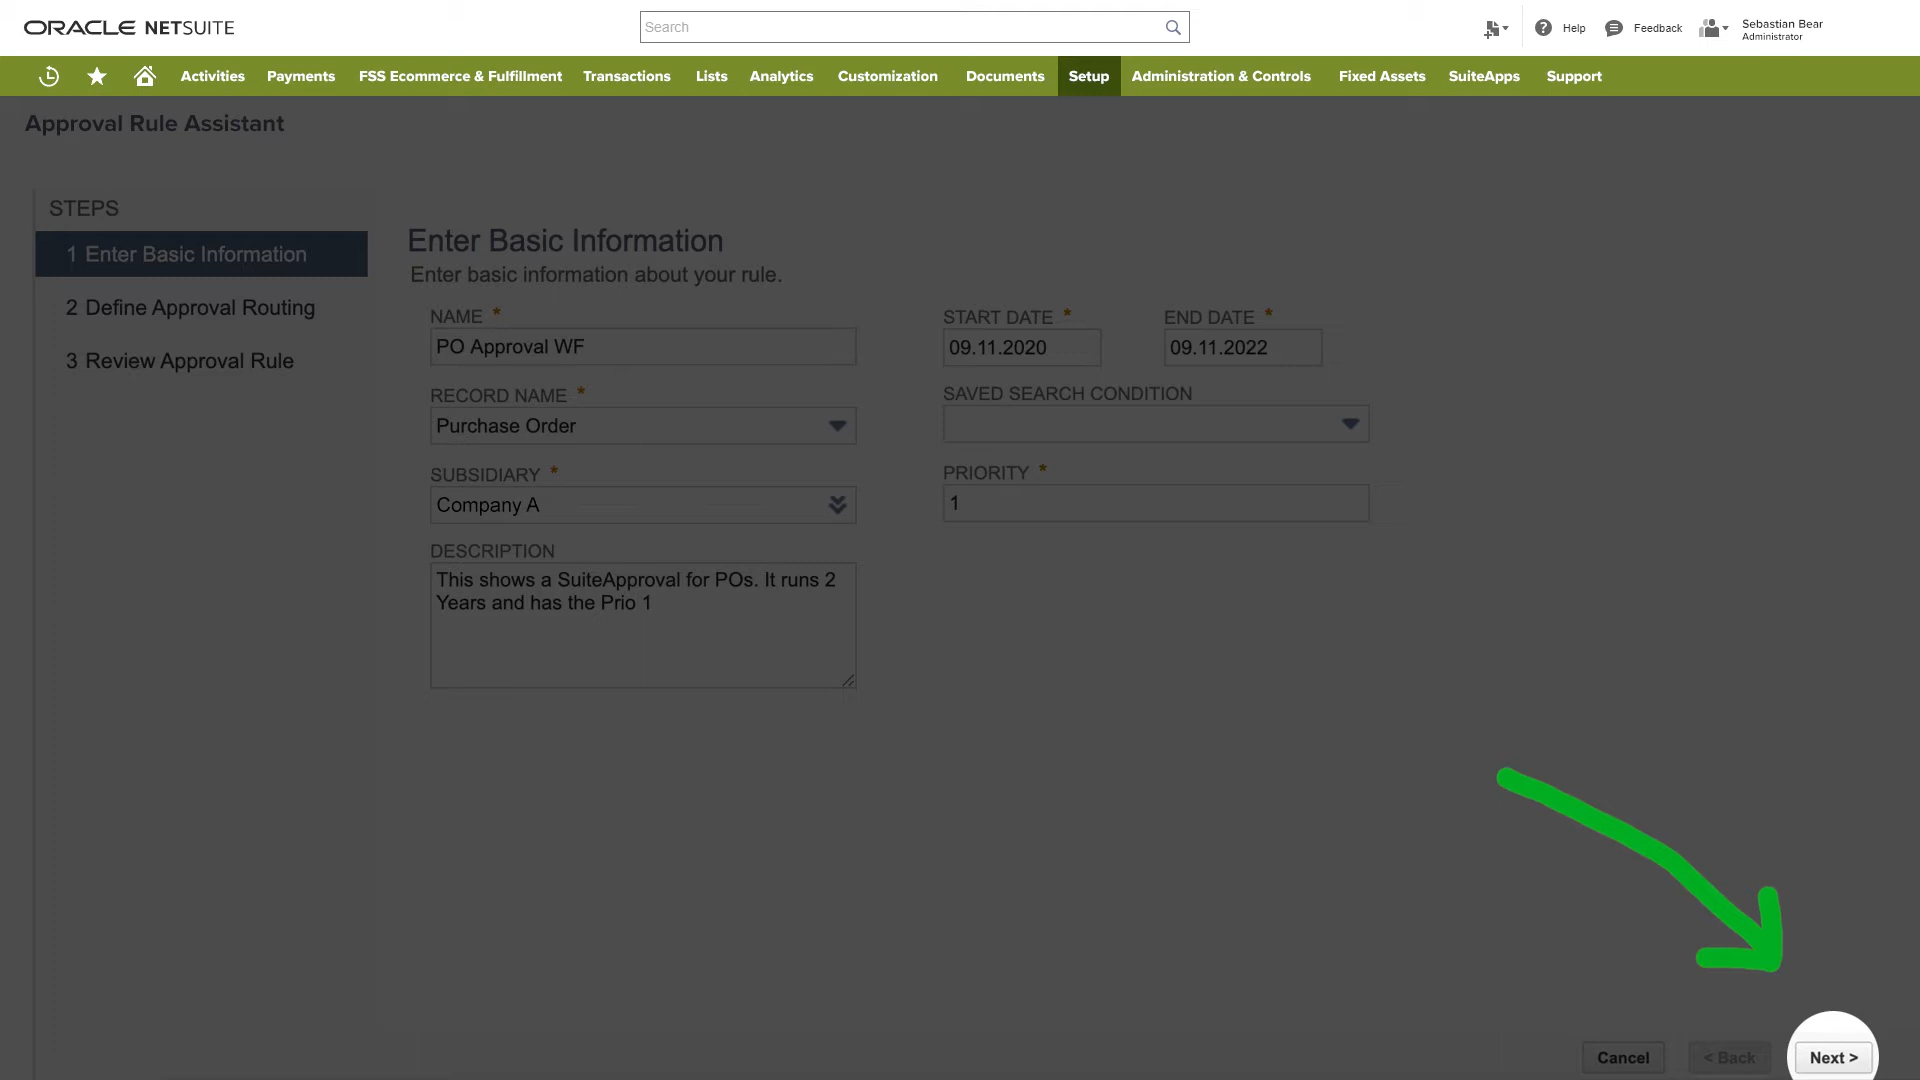 ORACLE NETSUITE
Search
Help
Feedback
Sebastian Bear
Administrator
Activities
Payments
FSS Ecommerce & Fulfillment
Transactions
Lists
Analytics
Customization
Documents
Setup
Administration & Controls
Fixed Assets
SuiteApps
Support
Approval Rule Assistant
STEPS
1 Enter Basic Information
2 Define Approval Routing
3 Review Approval Rule
Enter Basic Information
Enter basic information about your rule.
NAME *
PO Approval WF
START DATE *
09.11.2020
END DATE *
09.11.2022
RECORD NAME *
Purchase Order
SAVED SEARCH CONDITION
SUBSIDIARY *
Company A
PRIORITY *
1
DESCRIPTION
This shows a SuiteApproval for POs. It runs 2
Years and has the Prio 1
Cancel
< Back
Next >